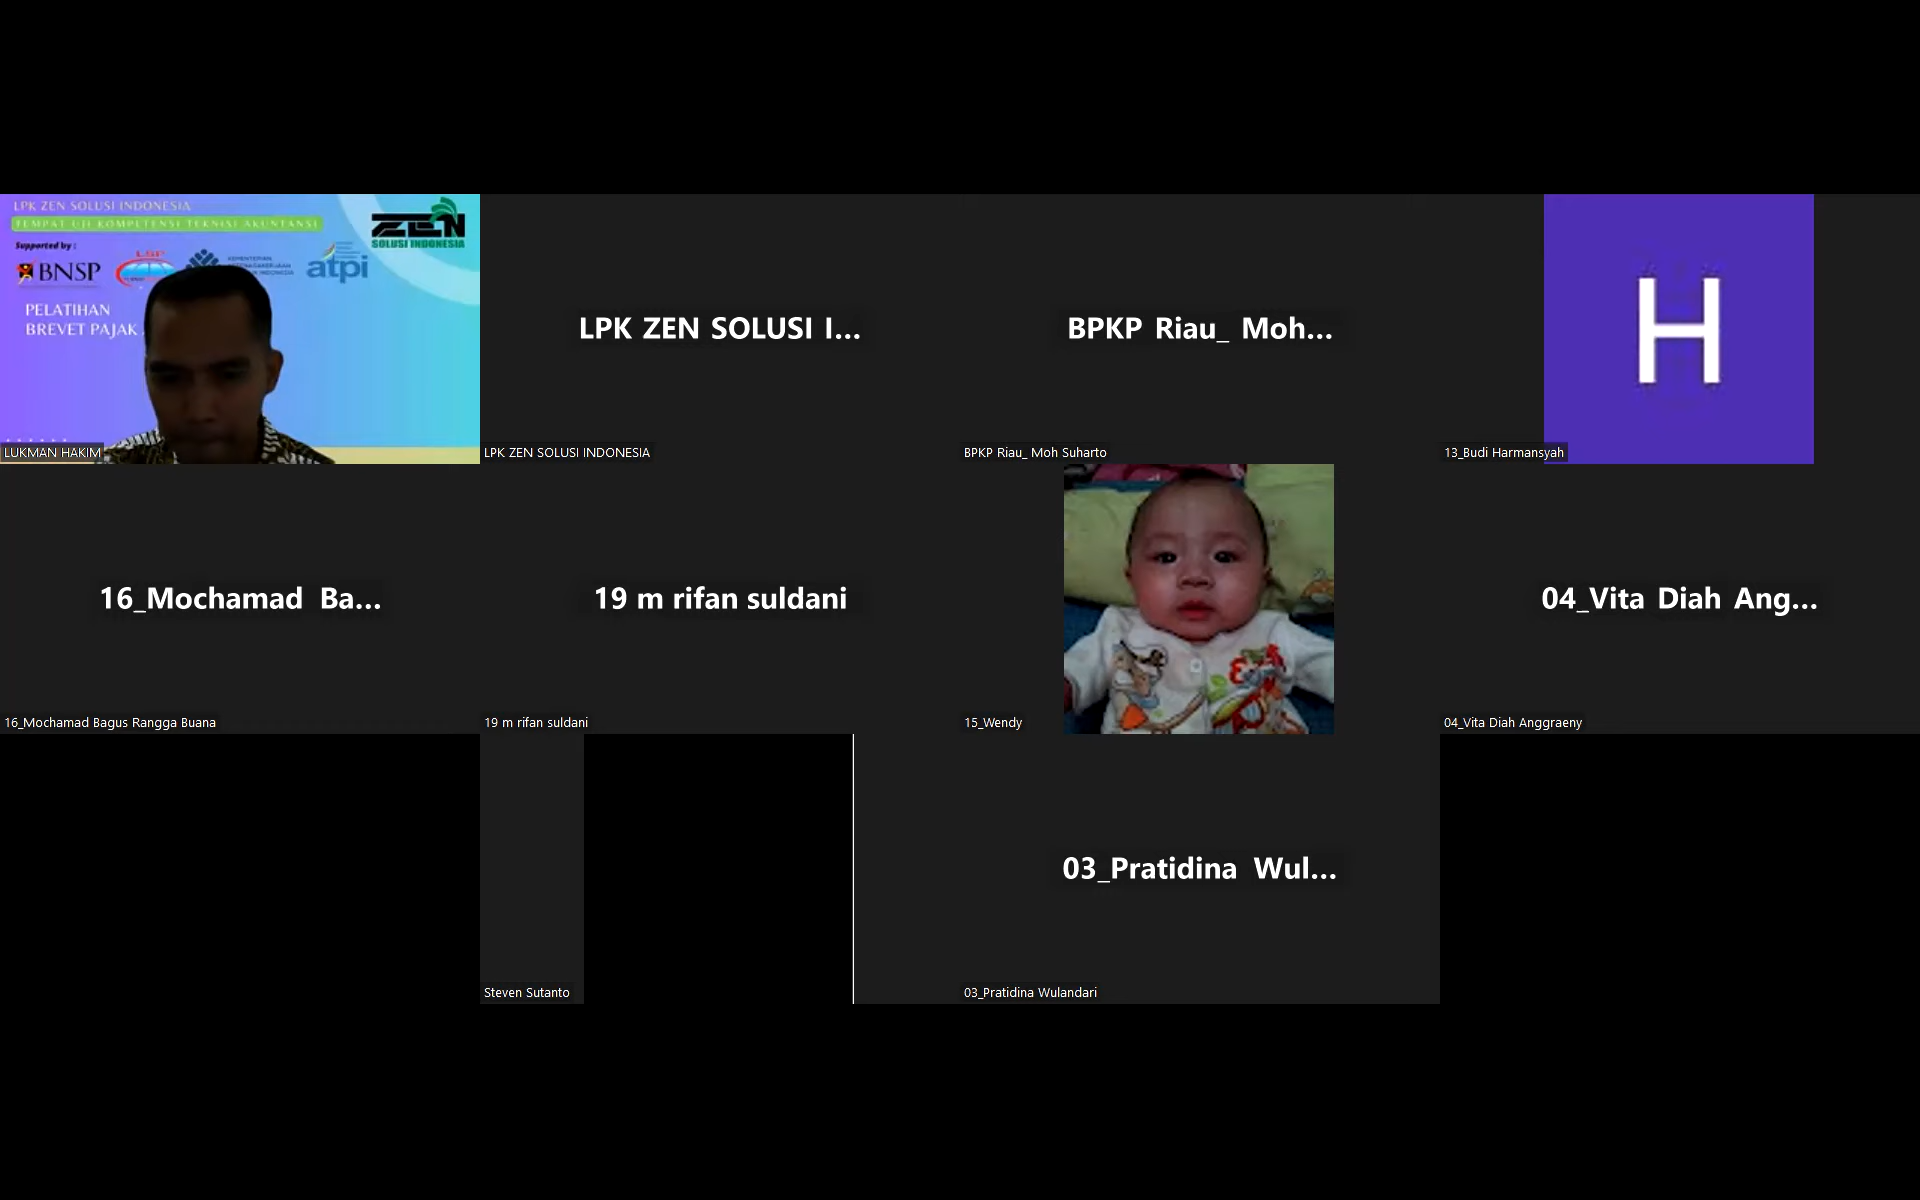 LPK ZEN SOLUSI INDONESIA
TEMPAT UJI KOMPETENSI TEKNISI AKUNTANSI
Supported by :
BNSP
LSP
KEMENTERIAN
atpi
ZEN
SOLUSI INDONESIA
PELATIHAN
BREVET PAJAK
LUKMAN HAKIM
LPK ZEN SOLUSI I...
LPK ZEN SOLUSI INDONESIA
BPKP Riau_ Moh...
BPKP Riau_ Moh Suharto
H
13_Budi Harmansyah
16_Mochamad Ba...
16_Mochamad Bagus Rangga Buana
19 m rifan suldani
19 m rifan suldani
15_Wendy
04_Vita Diah Ang...
04_Vita Diah Anggraeny
Steven Sutanto
03_Pratidina Wul...
03_Pratidina Wulandari